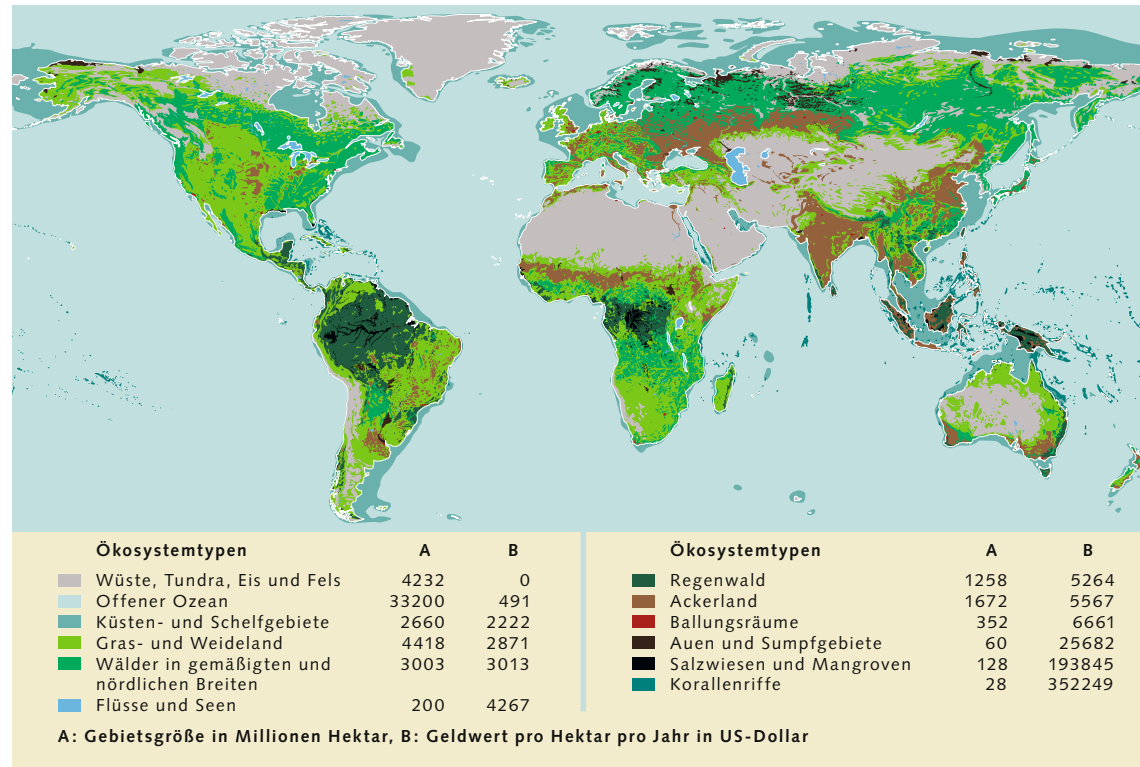 Ökosystemtypen A B
Wüste, Tundra, Eis und Fels 4232 0
Offener Ozean 33200 491
Küsten- und Schelfgebiete 2660 2222
Gras- und Weideland 4418 2871
Wälder in gemäßigten und 3003 3013
nördlichen Breiten
Flüsse und Seen 200 4267
Ökosystemtypen A B
Regenwald 1258 5264
Ackerland 1672 5567
Ballungsräume 352 6661
Auen und Sumpfgebiete 60 25682
Salzwiesen und Mangroven 128 193845
Korallenriffe 28 352249
A: Gebietsgröße in Millionen Hektar, B: Geldwert pro Hektar pro Jahr in US-Dollar